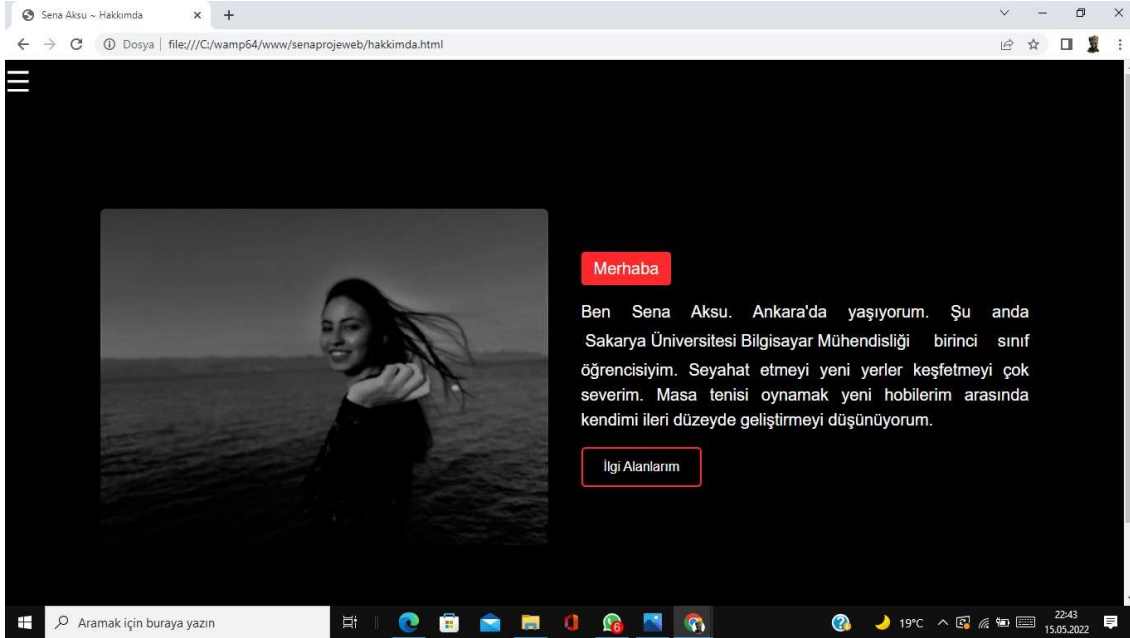 Sena Aksu ~ Hakkımda
Dosya | file:///C:/wamp64/www/senaprojeweb/hakkimda.html
Merhaba
Ben Sena Aksu. Ankara'da yaşıyorum. Şu anda
Sakarya Üniversitesi Bilgisayar Mühendisliği birinci sınıf
öğrencisiyim. Seyahat etmeyi yeni yerler keşfetmeyi çok
severim. Masa tenisi oynamak yeni hobilerim arasında
kendimi ileri düzeyde geliştirmeyi düşünüyorum.
İlgi Alanlarım
Aramak için buraya yazın
6
19°C
22:43
15.05.2022